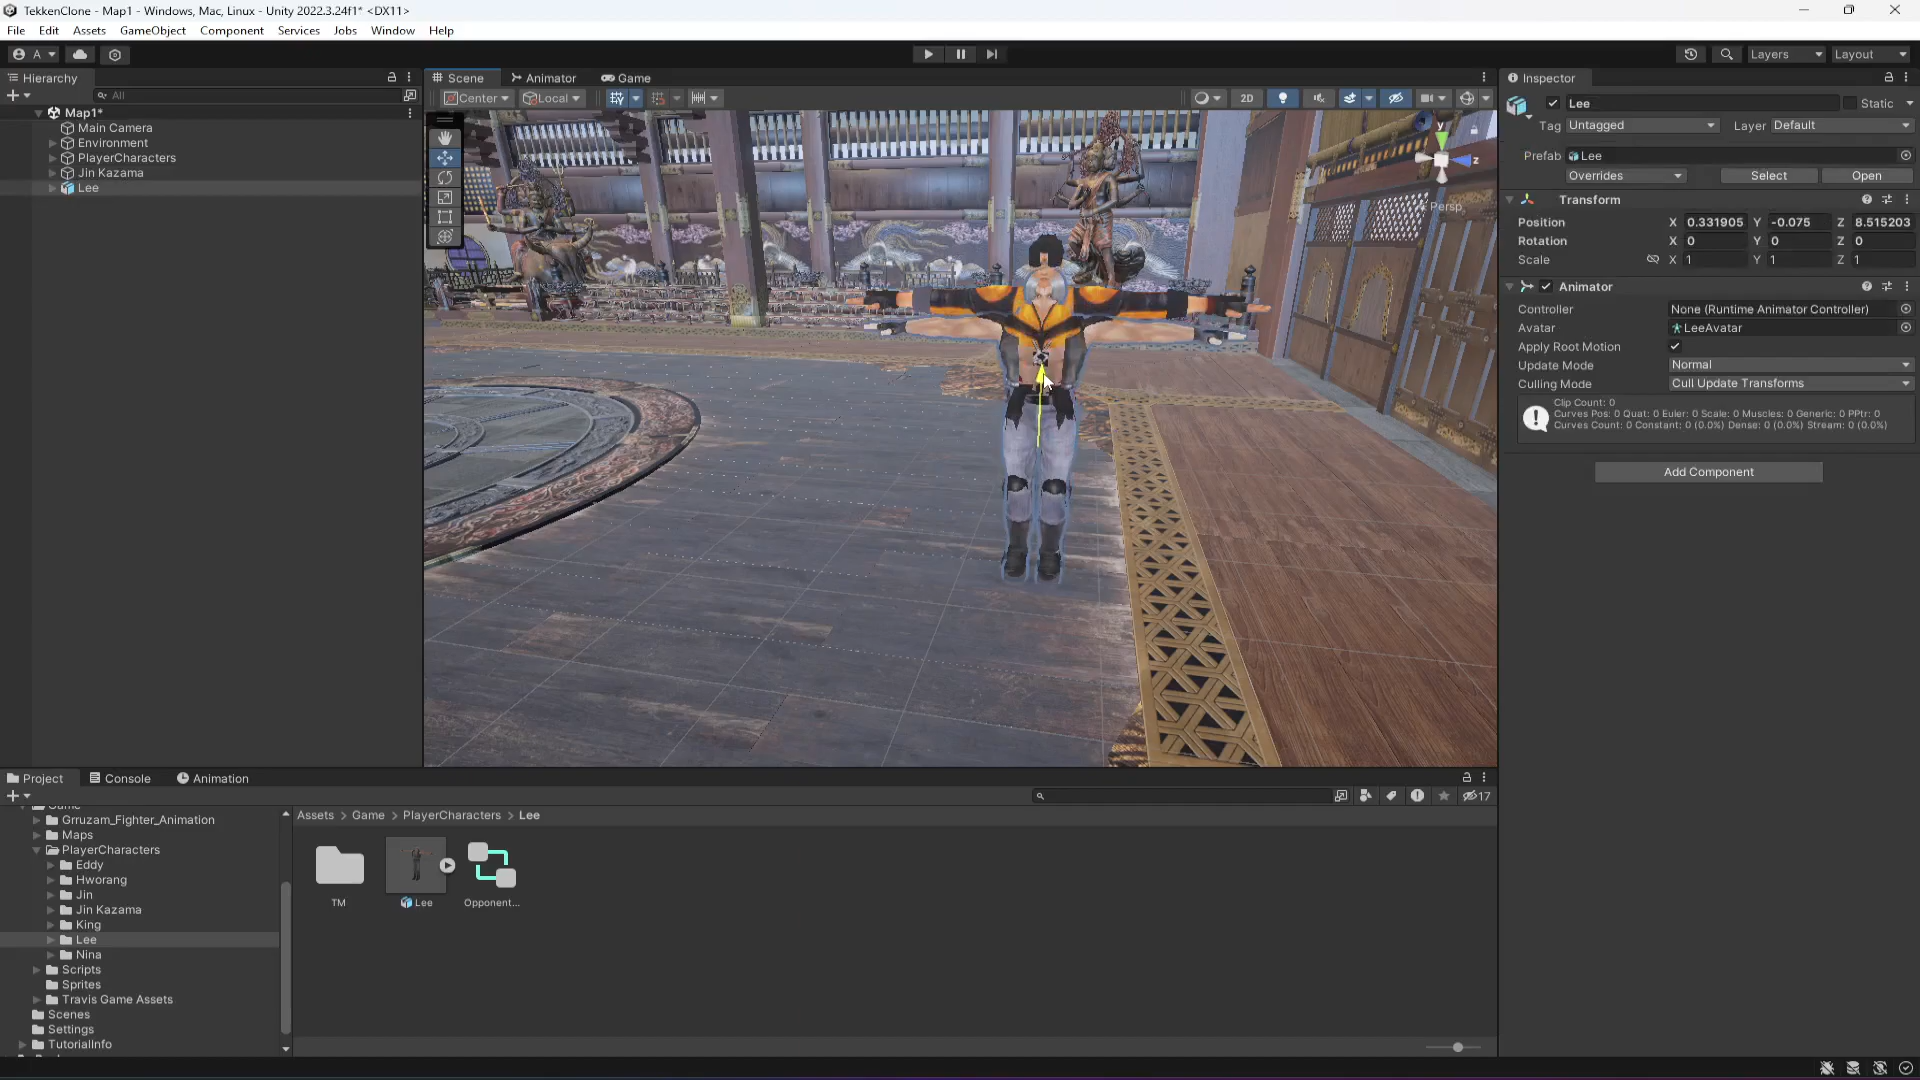 TekkenClone - Map1 - Windows, Mac, Linux - Unity 2022.3.24f1* <DX11>
File Edit Assets GameObject Component Services Jobs Window Help
A Layers Layout
Hierarchy
All
Map1*
Main Camera
Environment
PlayerCharacters
Jin Kazama
Lee
Scene Animator Game
Center Local 2D
y
z
Persp
Inspector
Lee Static
Tag Untagged Layer Default
Prefab Lee
Overrides Select Open
Transform
Position X 0.331905 Y -0.075 Z 8.515203
Rotation X 0 Y 0 Z 0
Scale X 1 Y 1 Z 1
Animator
Controller None (Runtime Animator Controller)
Avatar LeeAvatar
Apply Root Motion
Update Mode Normal
Culling Mode Cull Update Transforms
Clip Count: 0
Curves Pos: 0 Quat: 0 Euler: 0 Scale: 0 Muscles: 0 Generic: 0 PPtr: 0
Curves Count: 0 Constant: 0 (0.0%) Dense: 0 (0.0%) Stream: 0 (0.0%)
Add Component
Project Console Animation
17
Game
Grruzam_Fighter_Animation
Maps
PlayerCharacters
Eddy
Hworang
Jin
Jin Kazama
King
Lee
Nina
Scripts
Sprites
Travis Game Assets
Scenes
Settings
TutorialInfo
Assets > Game > PlayerCharacters > Lee
TM Lee Opponent...